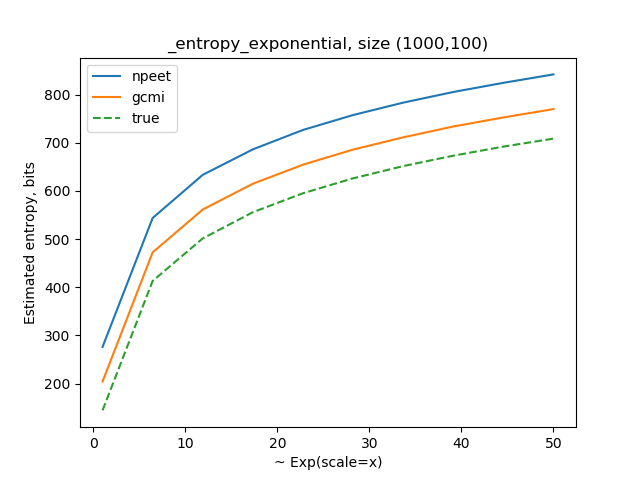 _entropy_exponential, size (1000,100)
npeet
gcmi
true
Estimated entropy, bits
800
700
600
500
400
300
200
0 10 20 30 40 50
~ Exp(scale=x)